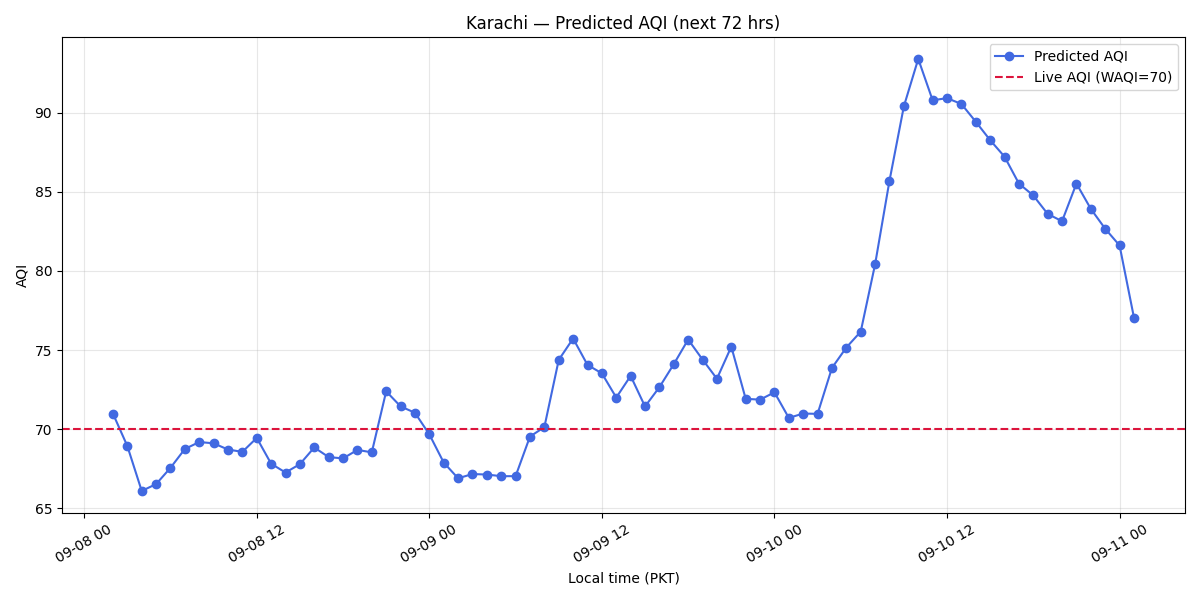 Karachi — Predicted AQI (next 72 hrs)
Predicted AQI
Live AQI (WAQI=70)
90
85
80
75
70
65
AQI
09-08 00
09-08 12
09-09 00
09-09 12
09-10 00
09-10 12
09-11 00
Local time (PKT)